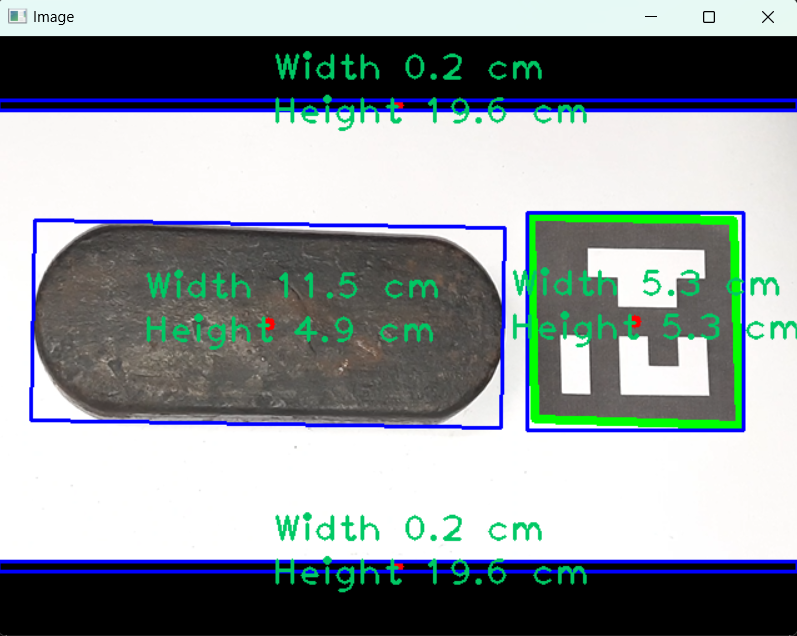 Image
Width 0.2 cm
Height 19.6 cm
Width 11.5 cm
Height 4.9 cm
Width 5.3 cm
Height 5.3 cm
Width 0.2 cm
Height 19.6 cm